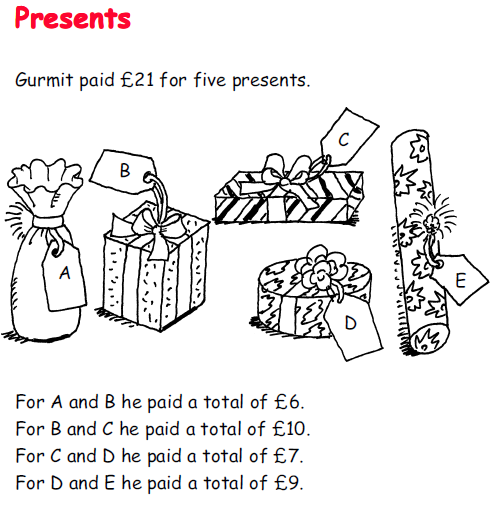 Presents
Gurmit paid £21 for five presents.
A
B
C
D
E
For A and B he paid a total of £6.
For B and C he paid a total of £10.
For C and D he paid a total of £7.
For D and E he paid a total of £9.